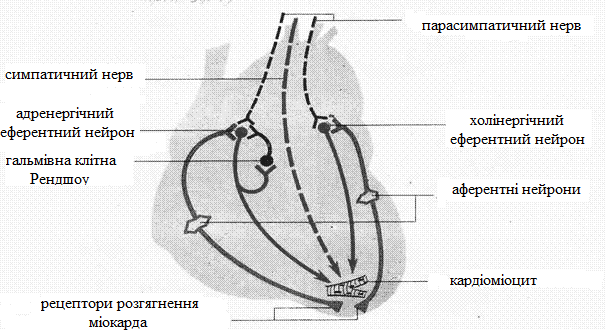 парасимпатичний нерв
симпатичний нерв
адренергічний
еферентний нейрон
холінергічний
еферентний нейрон
гальмівна клітна
Рендшоу
аферентні нейрони
кардіоміоцит
рецептори розгягнення
міокарда